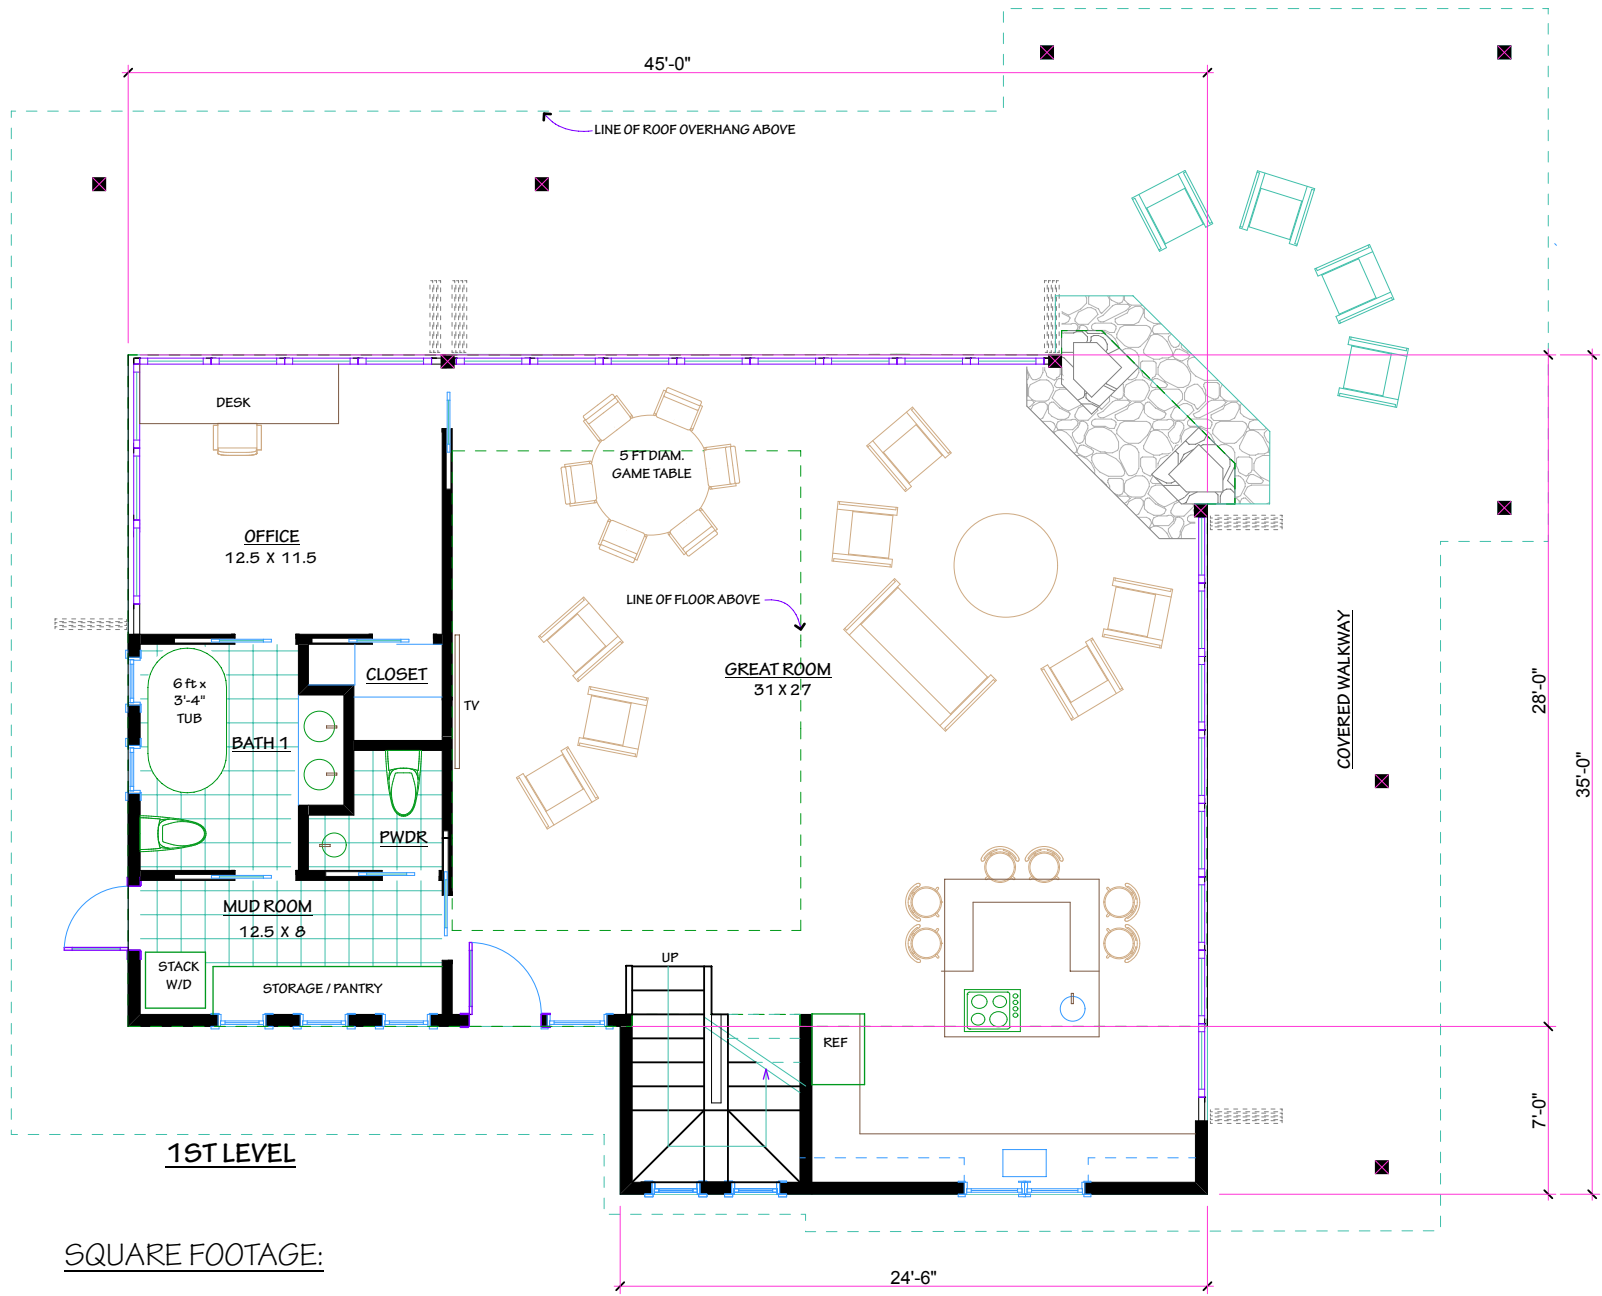 45'-0"
LINE OF ROOF OVERHANG ABOVE
DESK
5 FT DIAM.
GAME TABLE
OFFICE
12.5 X 11.5
LINE OF FLOOR ABOVE
GREAT ROOM
31 X 27
CLOSET
6 ft x
3'-4"
TUB
TV
BATH 1
PWDR
MUD ROOM
12.5 X 8
STACK
W/D
STORAGE / PANTRY
UP
REF
COVERED WALKWAY
28'-0"
35'-0"
7'-0"
1ST LEVEL
SQUARE FOOTAGE:
24'-6"